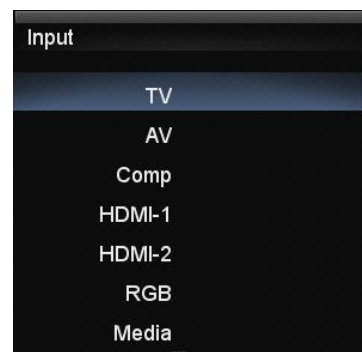 Input
TV
AV
Comp
HDMI-1
HDMI-2
RGB
Media